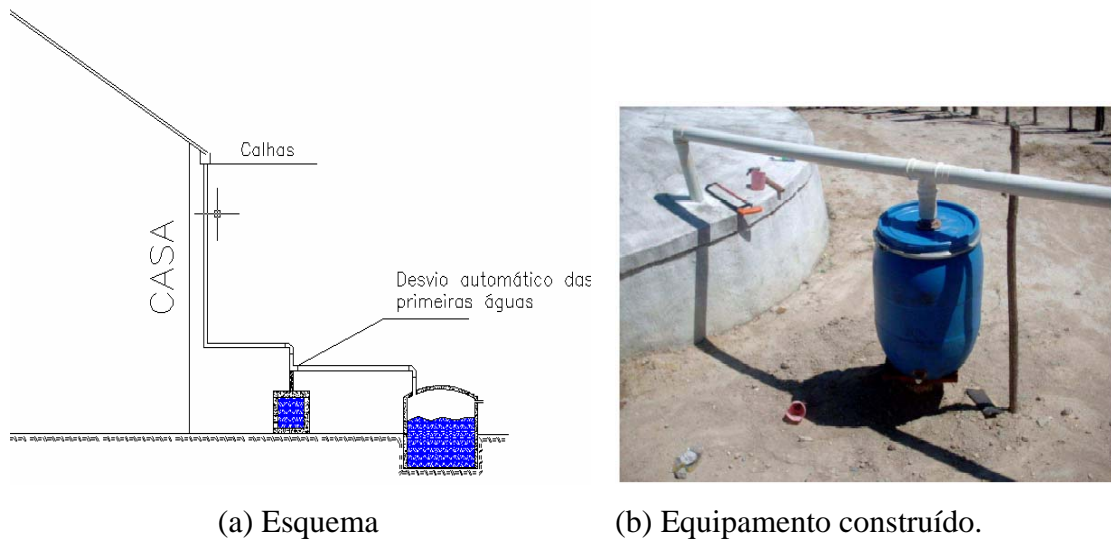 Calhas
CASA
Desvio automático das
primeiras águas
(a) Esquema
(b) Equipamento construído.